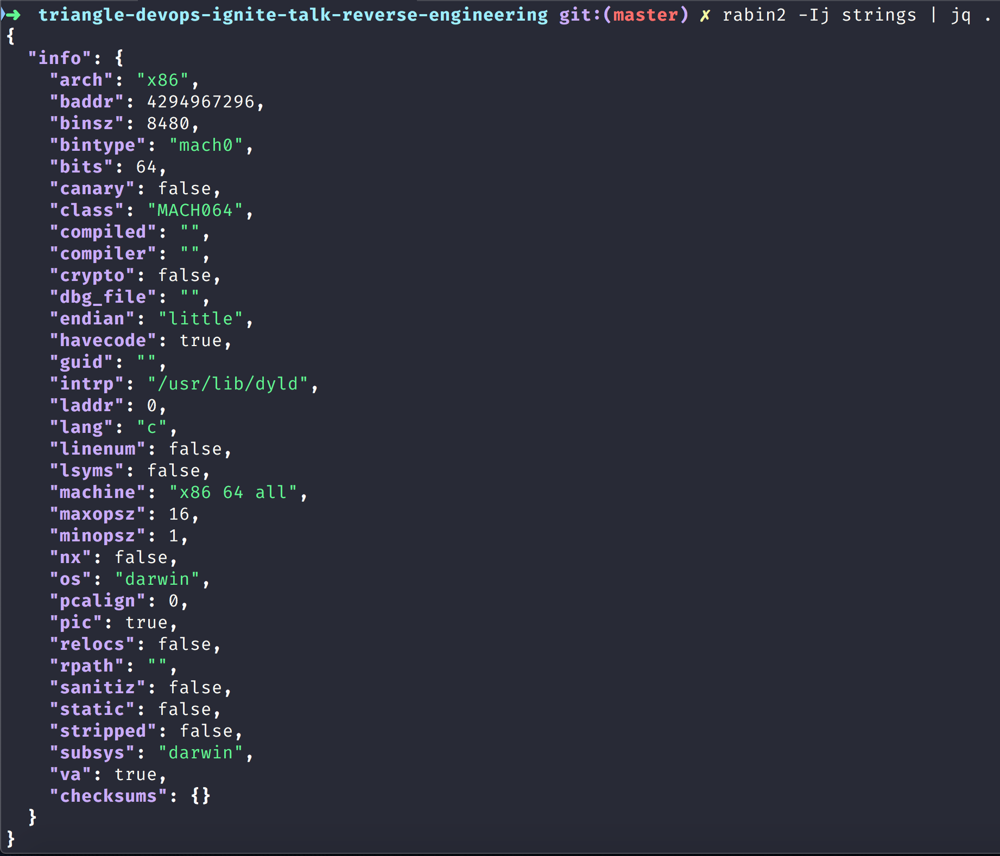 ➜ triangle-devops-ignite-talk-reverse-engineering git:(master) ✗ rabin2 -Ij strings | jq .
{
  "info": {
    "arch": "x86",
    "baddr": 4294967296,
    "binsz": 8480,
    "bintype": "mach0",
    "bits": 64,
    "canary": false,
    "class": "MACH064",
    "compiled": "",
    "compiler": "",
    "crypto": false,
    "dbg_file": "",
    "endian": "little",
    "havecode": true,
    "guid": "",
    "intrp": "/usr/lib/dyld",
    "laddr": 0,
    "lang": "c",
    "linenum": false,
    "lsyms": false,
    "machine": "x86 64 all",
    "maxopsz": 16,
    "minopsz": 1,
    "nx": false,
    "os": "darwin",
    "pcalign": 0,
    "pic": true,
    "relocs": false,
    "rpath": "",
    "sanitiz": false,
    "static": false,
    "stripped": false,
    "subsys": "darwin",
    "va": true,
    "checksums": {}
  }
}